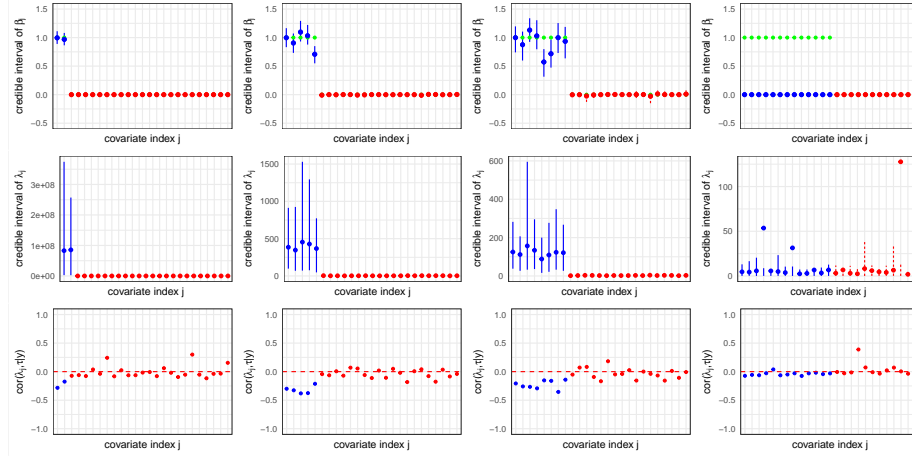 credible interval of β̂j
1.5
1.0
0.5
0.0
−0.5
covariate index j
credible interval of β̂j
1.5
1.0
0.5
0.0
−0.5
covariate index j
credible interval of β̂j
1.5
1.0
0.5
0.0
−0.5
covariate index j
credible interval of β̂j
1.5
1.0
0.5
0.0
−0.5
covariate index j
credible interval of λj
3e+08
2e+08
1e+08
0e+00
covariate index j
credible interval of λj
1500
1000
500
0
covariate index j
credible interval of λj
600
400
200
0
covariate index j
credible interval of λj
100
50
0
covariate index j
cor(λj,τ|y)
1.0
0.5
0.0
−0.5
−1.0
covariate index j
cor(λj,τ|y)
1.0
0.5
0.0
−0.5
−1.0
covariate index j
cor(λj,τ|y)
1.0
0.5
0.0
−0.5
−1.0
covariate index j
cor(λj,τ|y)
1.0
0.5
0.0
−0.5
−1.0
covariate index j